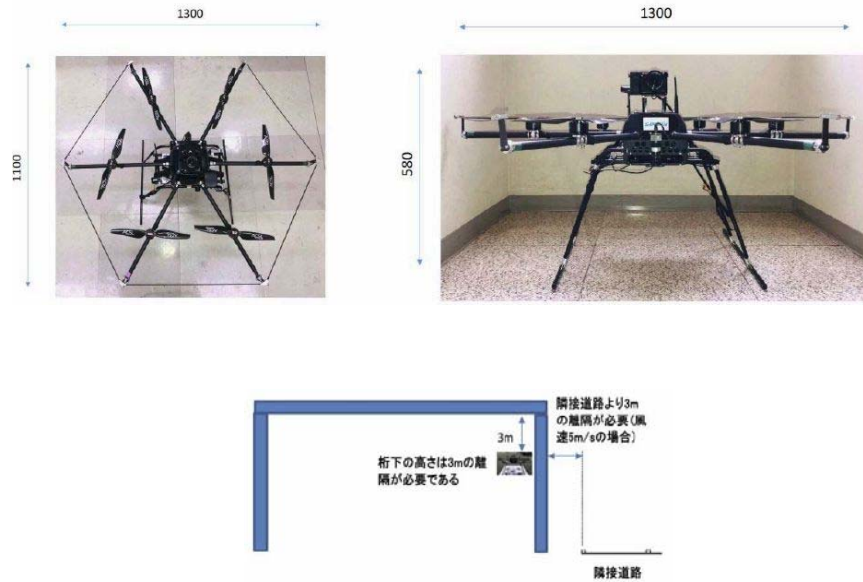 1300
1300
1100
580
隣接道路より3m
の離隔が必要(風
速5m/sの場合)
3m
桁下の高さは3mの離
隔が必要である
隣接道路